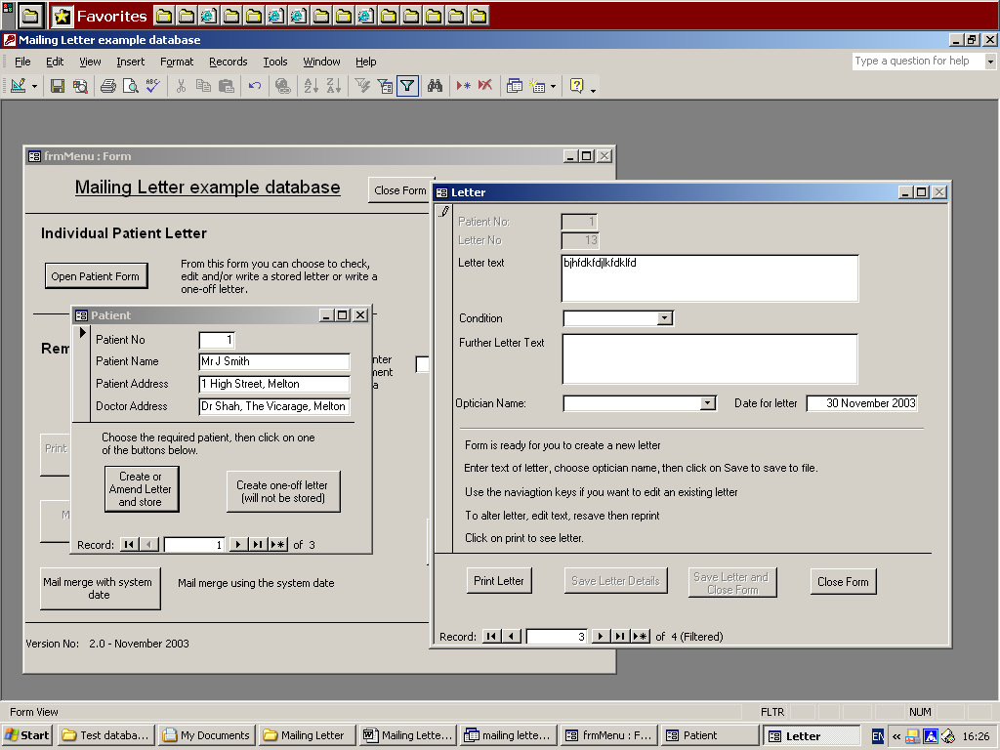 Favorites
Mailing Letter example database
File Edit View Insert Format Records Tools Window Help
Type a question for help
frmMenu : Form
Mailing Letter example database
Close Form
Individual Patient Letter
Open Patient Form
From this form you can choose to check,
edit and/or write a stored letter or write a
one-off letter.
Rem
nter
ment
a
Print
M
Mail merge with system
date
Mail merge using the system date
Version No: 2.0 - November 2003
Patient
Patient No 1
Patient Name Mr J Smith
Patient Address 1 High Street, Melton
Doctor Address Dr Shah, The Vicarage, Melton
Choose the required patient, then click on one
of the buttons below.
Create or
Amend Letter
and store
Create one-off letter
(will not be stored)
Record: 1 of 3
Letter
Patient No: 1
Letter No 13
Letter text bjhfdkfdjlkfdklfd
Condition
Further Letter Text
Optician Name: Date for letter 30 November 2003
Form is ready for you to create a new letter
Enter text of letter, choose optician name, then click on Save to save to file.
Use the naviagtion keys if you want to edit an existing letter
To alter letter, edit text, resave then reprint
Click on print to see letter.
Print Letter
Save Letter Details
Save Letter and
Close Form
Close Form
Record: 3 of 4 (Filtered)
Form View FLTR NUM
Start Test databa... My Documents Mailing Letter Mailing Lette... mailing lette... frmMenu : F... Patient Letter EN « 16:26